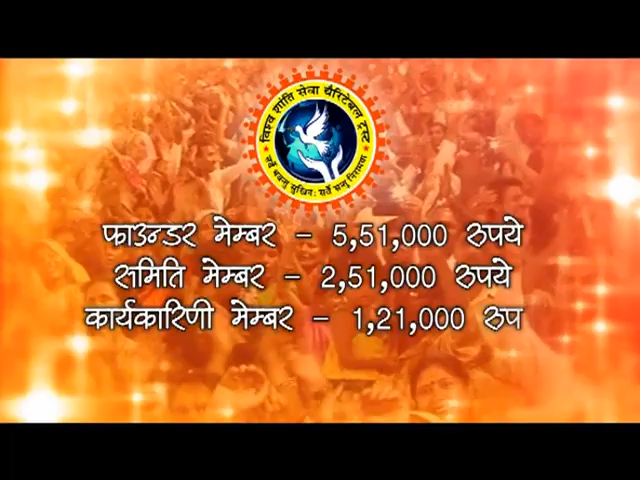 विश्व शांति सेवा चैरिटेबल ट्रस्ट
सर्वे भवन्तु सुखिनः सर्वे सन्तु निरामया
फाउन्डर मेम्बर – 5,51,000 रुपये
समिति मेम्बर – 2,51,000 रुपये
कार्यकारिणी मेम्बर – 1,21,000 रुप